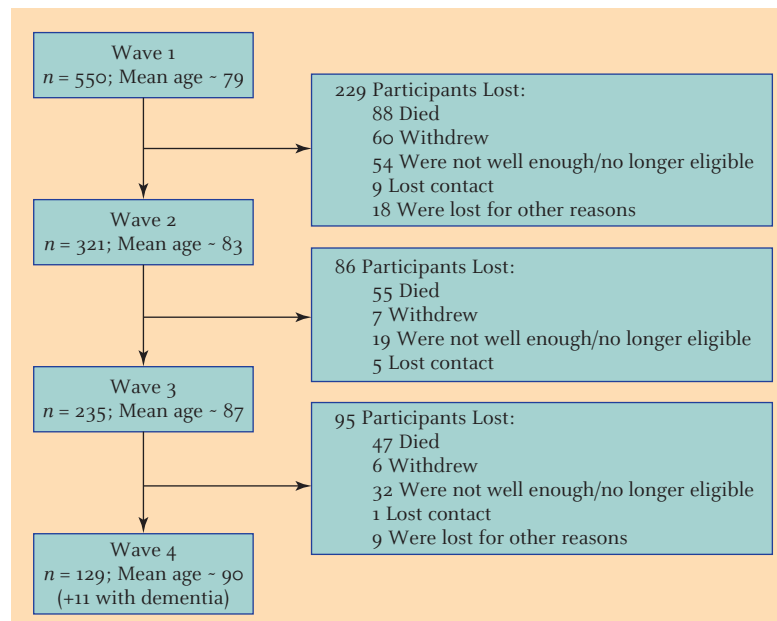 Wave 1
n = 550; Mean age ~ 79
229 Participants Lost:
88 Died
60 Withdrew
54 Were not well enough/no longer eligible
9 Lost contact
18 Were lost for other reasons
Wave 2
n = 321; Mean age ~ 83
86 Participants Lost:
55 Died
7 Withdrew
19 Were not well enough/no longer eligible
5 Lost contact
Wave 3
n = 235; Mean age ~ 87
95 Participants Lost:
47 Died
6 Withdrew
32 Were not well enough/no longer eligible
1 Lost contact
9 Were lost for other reasons
Wave 4
n = 129; Mean age ~ 90
(+11 with dementia)